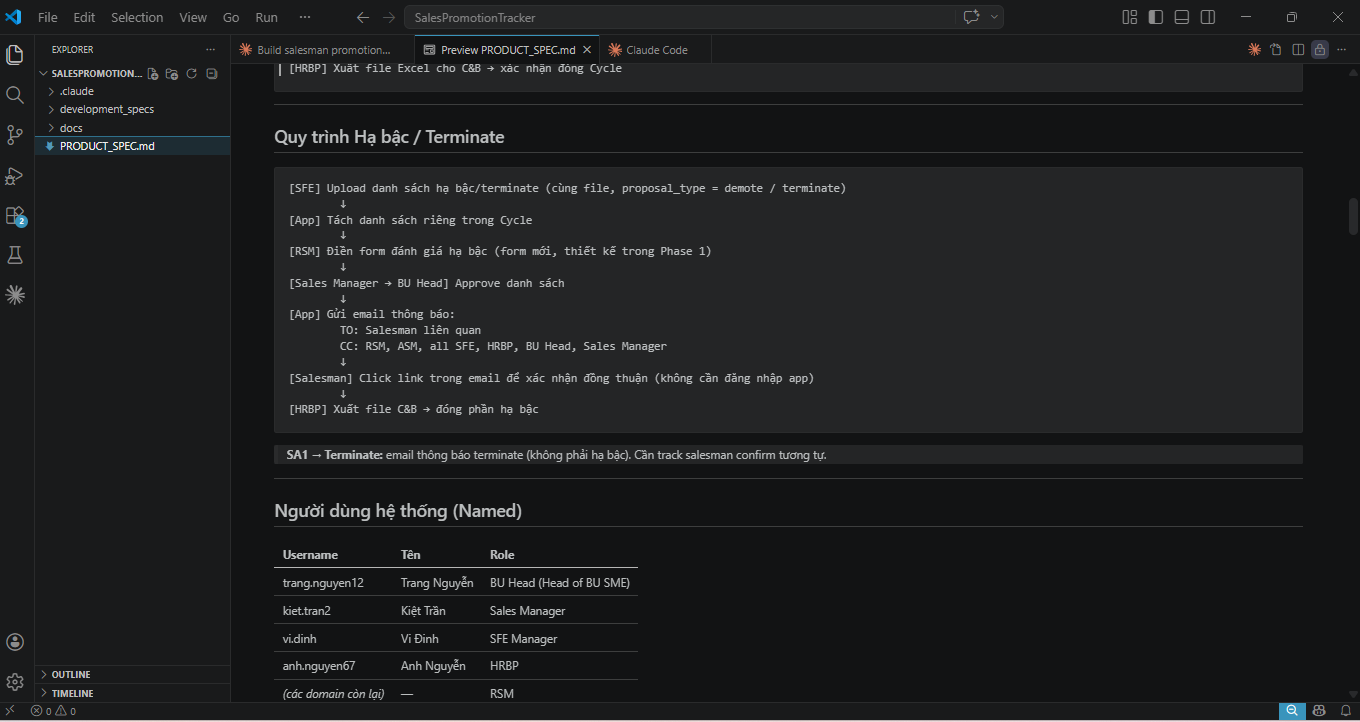 File Edit Selection View Go Run ··· SalesPromotionTracker
EXPLORER ···
SALESPROMOTION...
.claude
development_specs
docs
PRODUCT_SPEC.md
OUTLINE
TIMELINE
2
Build salesman promotion... Preview PRODUCT_SPEC.md Claude Code
[HRBP] Xuất file Excel cho C&B → xác nhận đóng Cycle
Quy trình Hạ bậc / Terminate
[SFE] Upload danh sách hạ bậc/terminate (cùng file, proposal_type = demote / terminate)
↓
[App] Tách danh sách riêng trong Cycle
↓
[RSM] Điền form đánh giá hạ bậc (form mới, thiết kế trong Phase 1)
↓
[Sales Manager → BU Head] Approve danh sách
↓
[App] Gửi email thông báo:
TO: Salesman liên quan
CC: RSM, ASM, all SFE, HRBP, BU Head, Sales Manager
↓
[Salesman] Click link trong email để xác nhận đồng thuận (không cần đăng nhập app)
↓
[HRBP] Xuất file C&B → đóng phần hạ bậc
SA1 → Terminate: email thông báo terminate (không phải hạ bậc). Cần track salesman confirm tương tự.
Người dùng hệ thống (Named)
Username Tên Role
trang.nguyen12 Trang Nguyễn BU Head (Head of BU SME)
kiet.tran2 Kiệt Trần Sales Manager
vi.dinh Vi Đinh SFE Manager
anh.nguyen67 Anh Nguyễn HRBP
(các domain còn lại) — RSM
0 0